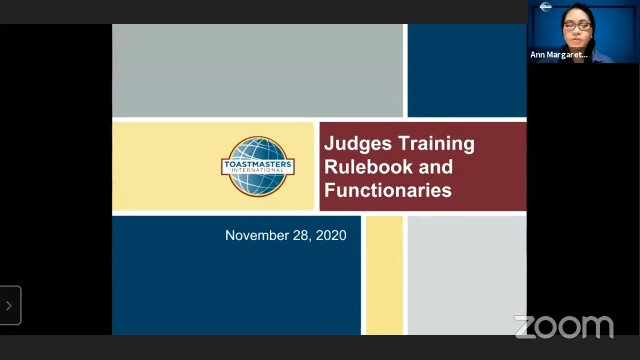 Ann Margaret...
Judges Training
Rulebook and
Functionaries
TOASTMASTERS
INTERNATIONAL
November 28, 2020
zoom